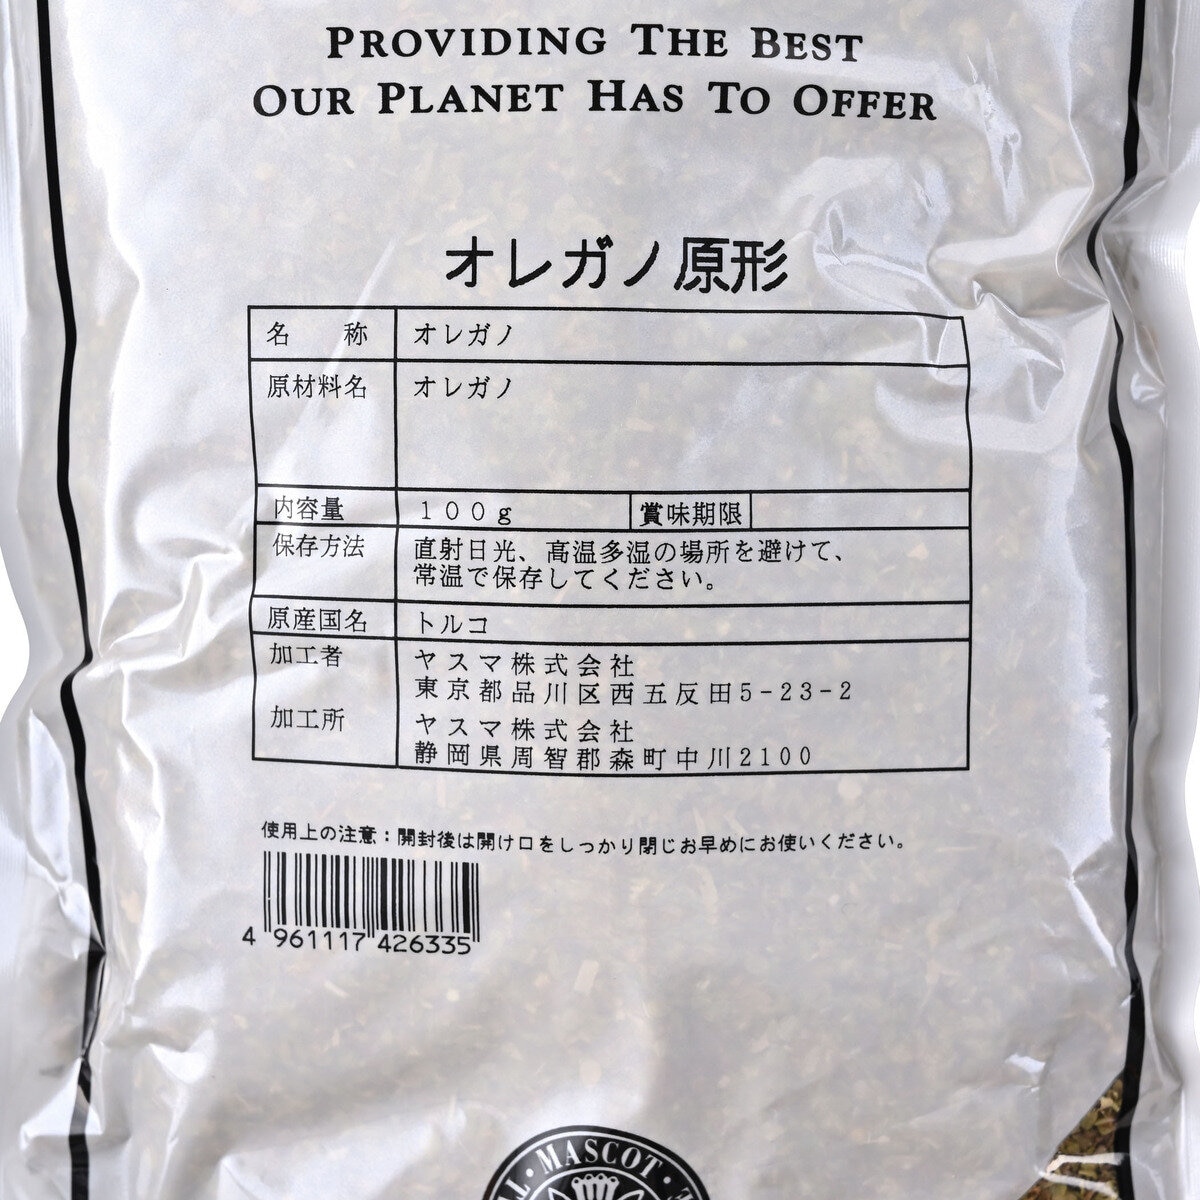 PROVIDING THE BEST
OUR PLANET HAS TO OFFER
オレガノ原形
名 称 オレガノ
原材料名 オレガノ
内容量 100g 賞味期限
保存方法 直射日光、高温多湿の場所を避けて、
常温で保存してください。
原産国名 トルコ
加工者 ヤスマ株式会社
東京都品川区西五反田5-23-2
加工所 ヤスマ株式会社
静岡県周智郡森町中川2100
使用上の注意：開封後は開け口をしっかり閉じお早めにお使いください。
4 961117 426335
MASCOT